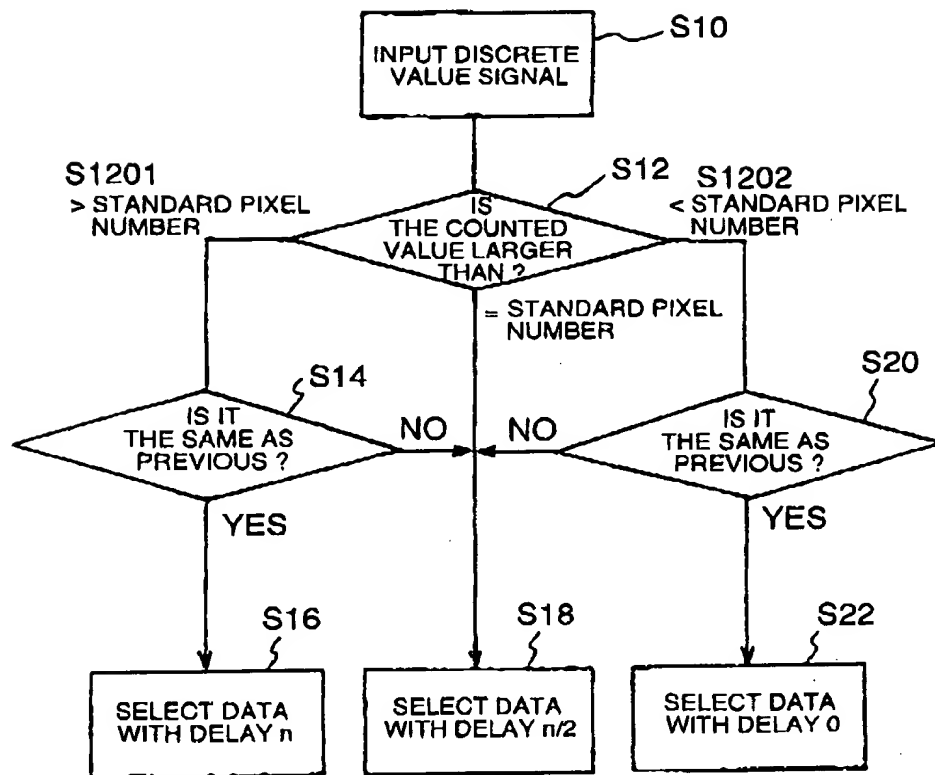 S10
INPUT DISCRETE
VALUE SIGNAL
S1201
> STANDARD PIXEL
NUMBER
S12
IS
THE COUNTED
VALUE LARGER
THAN ?
S1202
< STANDARD PIXEL
NUMBER
= STANDARD PIXEL
NUMBER
S14
IS IT
THE SAME AS
PREVIOUS ?
NO
NO
S20
IS IT
THE SAME AS
PREVIOUS ?
YES
YES
S16
SELECT DATA
WITH DELAY n
S18
SELECT DATA
WITH DELAY n/2
S22
SELECT DATA
WITH DELAY 0